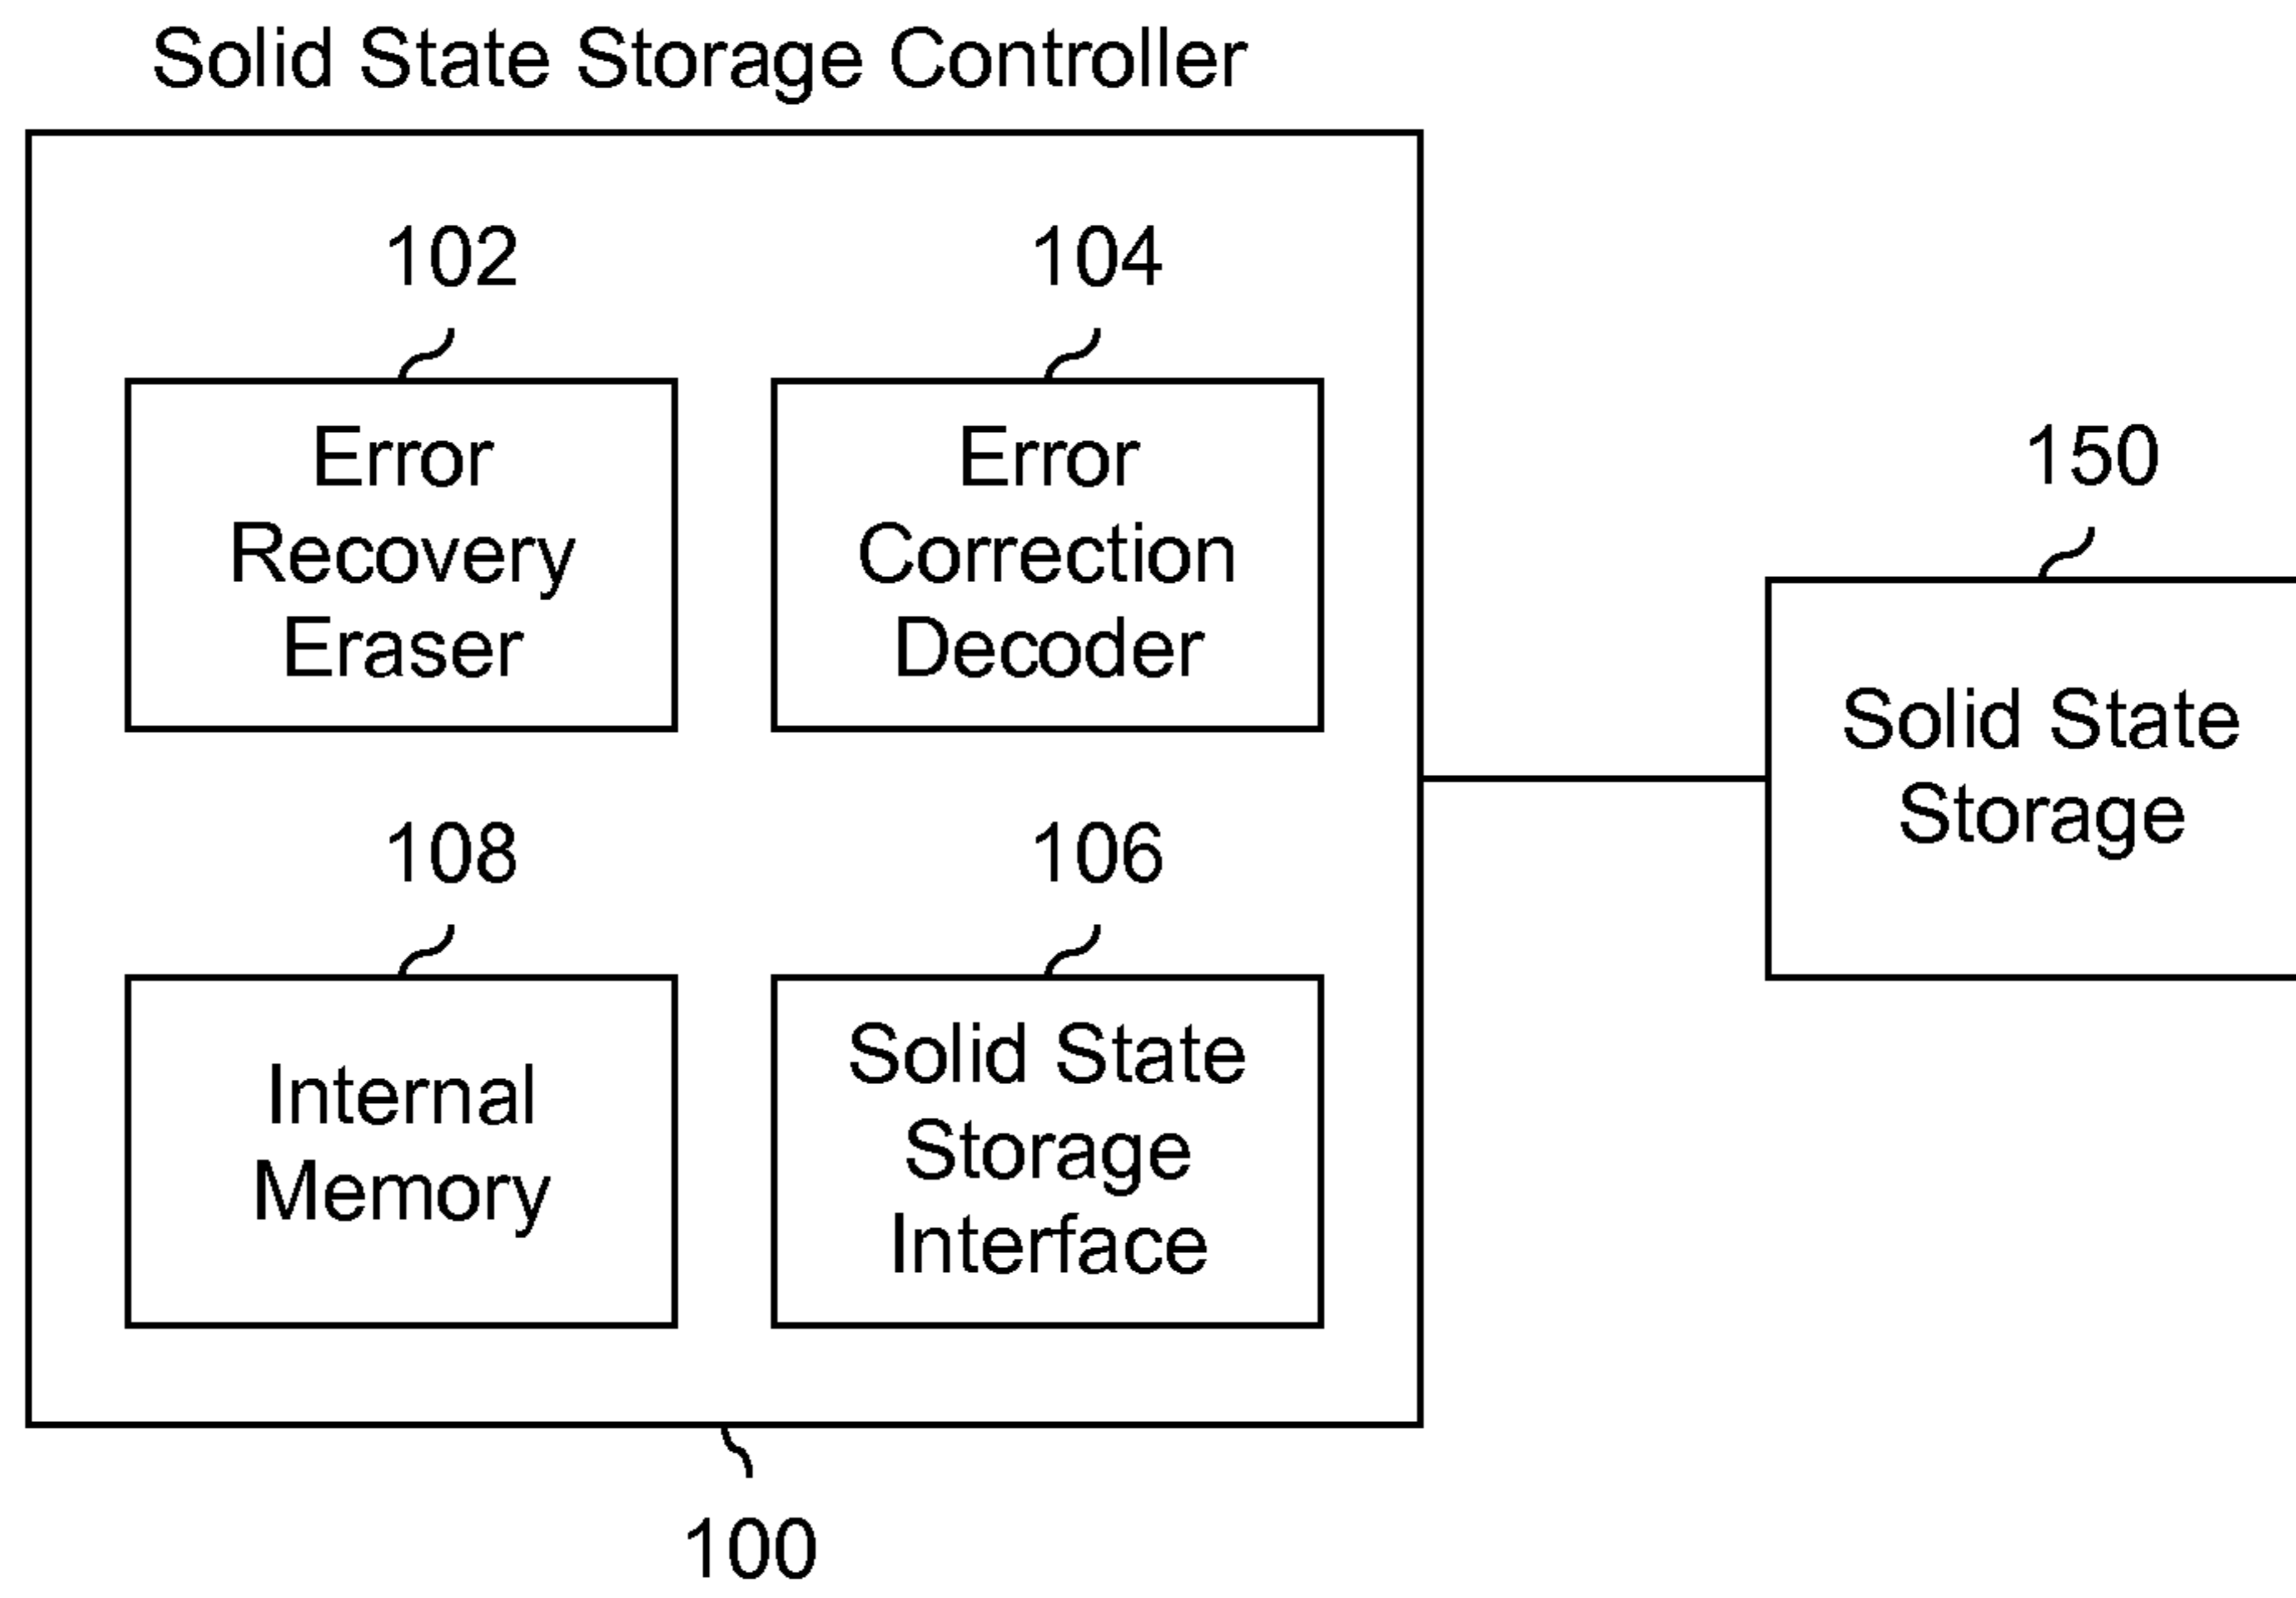 Solid State Storage Controller
102
104
Error
Recovery
Eraser
Error
Correction
Decoder
150
Solid State
Storage
108
106
Internal
Memory
Solid State
Storage
Interface
100